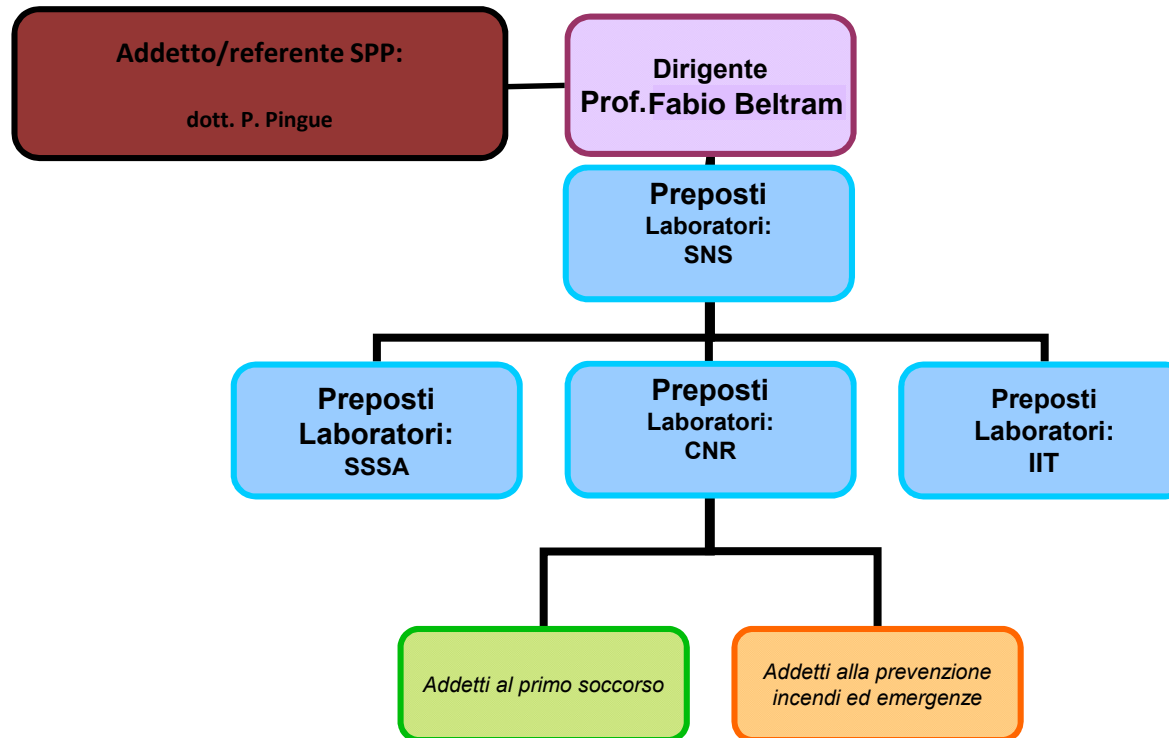 Addetto/referente SPP:
dott. P. Pingue
Dirigente
Prof. Fabio Beltram
Preposti
Laboratori:
SNS
Preposti
Laboratori:
SSSA
Preposti
Laboratori:
CNR
Preposti
Laboratori:
IIT
Addetti al primo soccorso
Addetti alla prevenzione
incendi ed emergenze